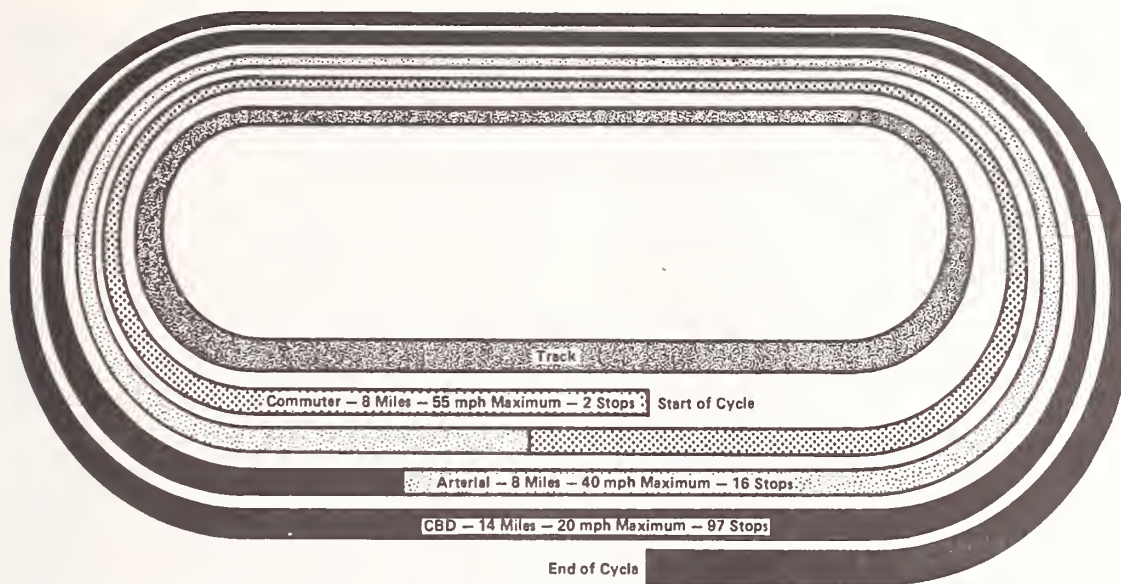 Track
Commuter – 8 Miles – 55 mph Maximum – 2 Stops
Start of Cycle
Arterial – 8 Miles – 40 mph Maximum – 16 Stops
CBD – 14 Miles – 20 mph Maximum – 97 Stops
End of Cycle